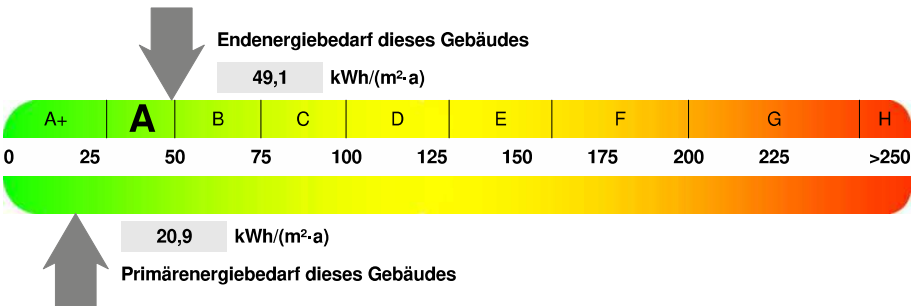 Endenergiebedarf dieses Gebäudes
49,1 kWh/(m²·a)
A+ A B C D E F G H
0 25 50 75 100 125 150 175 200 225 >250
20,9 kWh/(m²·a)
Primärenergiebedarf dieses Gebäudes